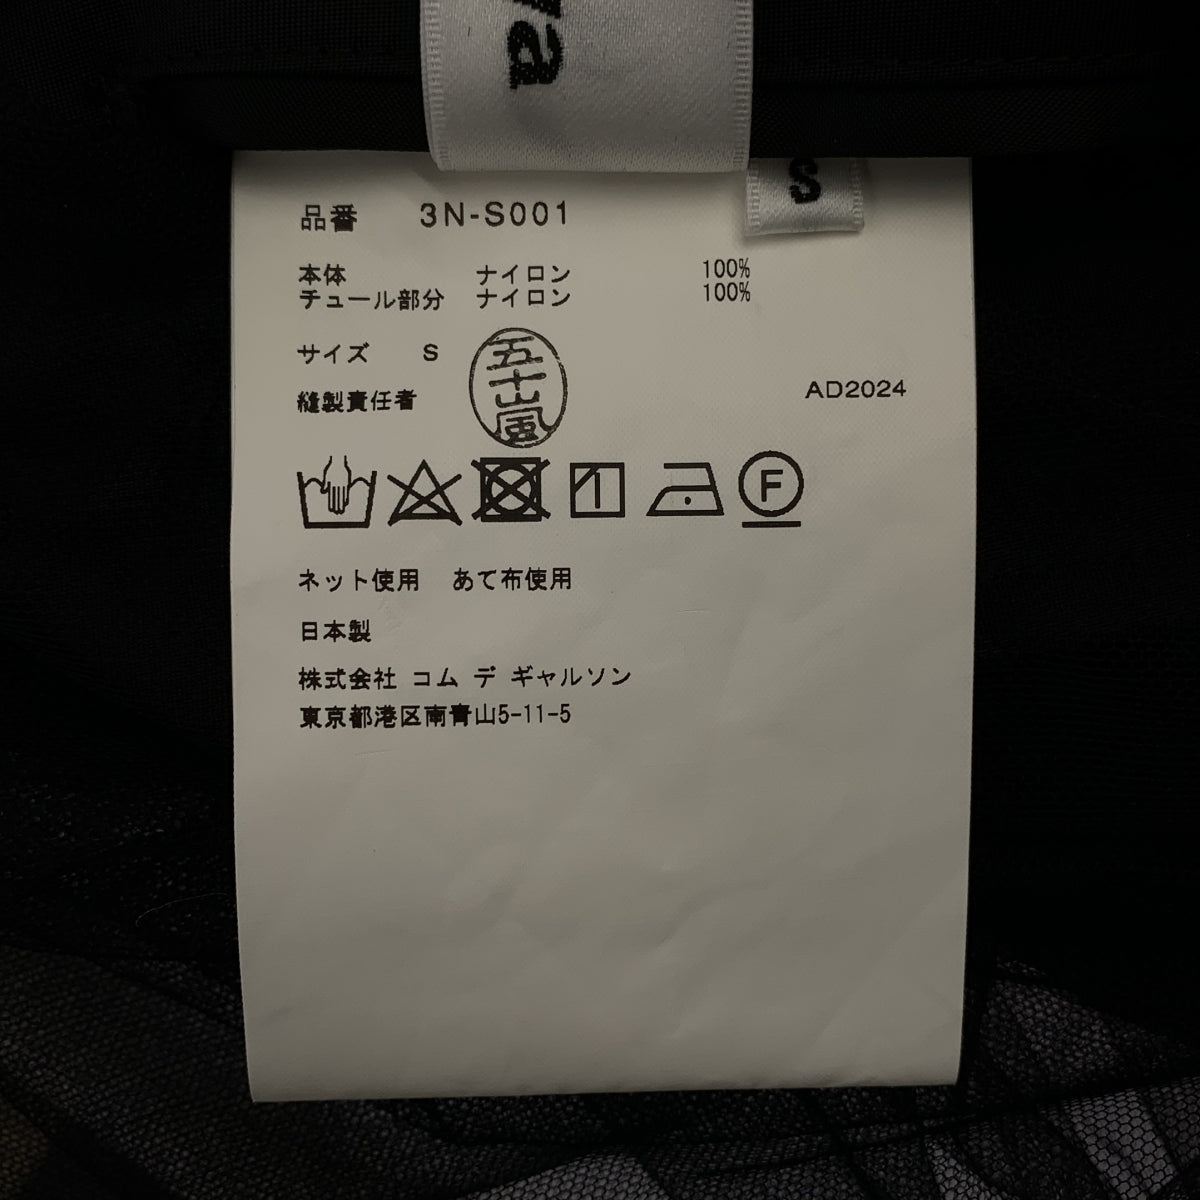 va
S
品番 3N-S001
本体 ナイロン 100%
チュール部分 ナイロン 100%
サイズ S
縫製責任者 五十嵐
AD2024
F
ネット使用 あて布使用
日本製
株式会社 コム デ ギャルソン
東京都港区南青山5-11-5